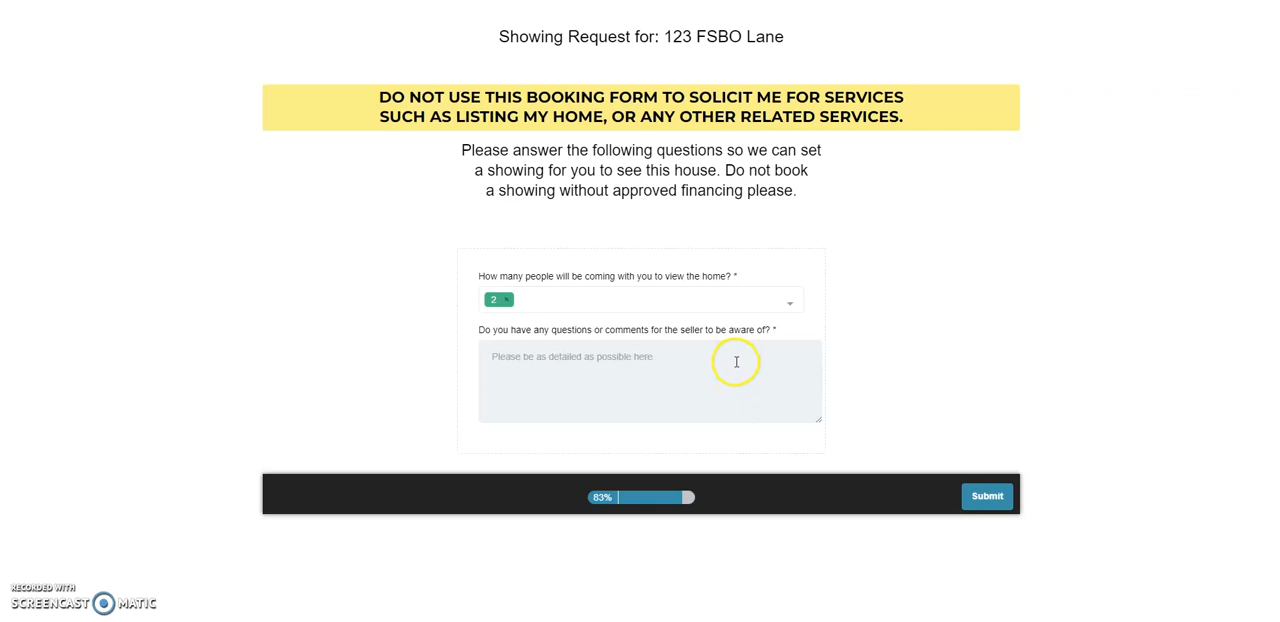 Showing Request for: 123 FSBO Lane
DO NOT USE THIS BOOKING FORM TO SOLICIT ME FOR SERVICES
SUCH AS LISTING MY HOME, OR ANY OTHER RELATED SERVICES.
Please answer the following questions so we can set
a showing for you to see this house. Do not book
a showing without approved financing please.
How many people will be coming with you to view the home? *
2 ×
Do you have any questions or comments for the seller to be aware of? *
Please be as detailed as possible here
83%
Submit
RECORDED WITH
SCREENCAST MATIC